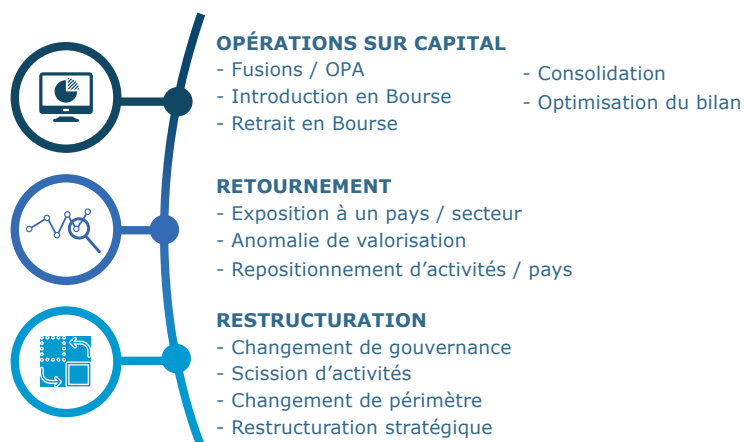 OPÉRATIONS SUR CAPITAL
- Fusions / OPA
- Introduction en Bourse
- Retrait en Bourse
- Consolidation
- Optimisation du bilan
RETOURNEMENT
- Exposition à un pays / secteur
- Anomalie de valorisation
- Repositionnement d’activités / pays
RESTRUCTURATION
- Changement de gouvernance
- Scission d’activités
- Changement de périmètre
- Restructuration stratégique